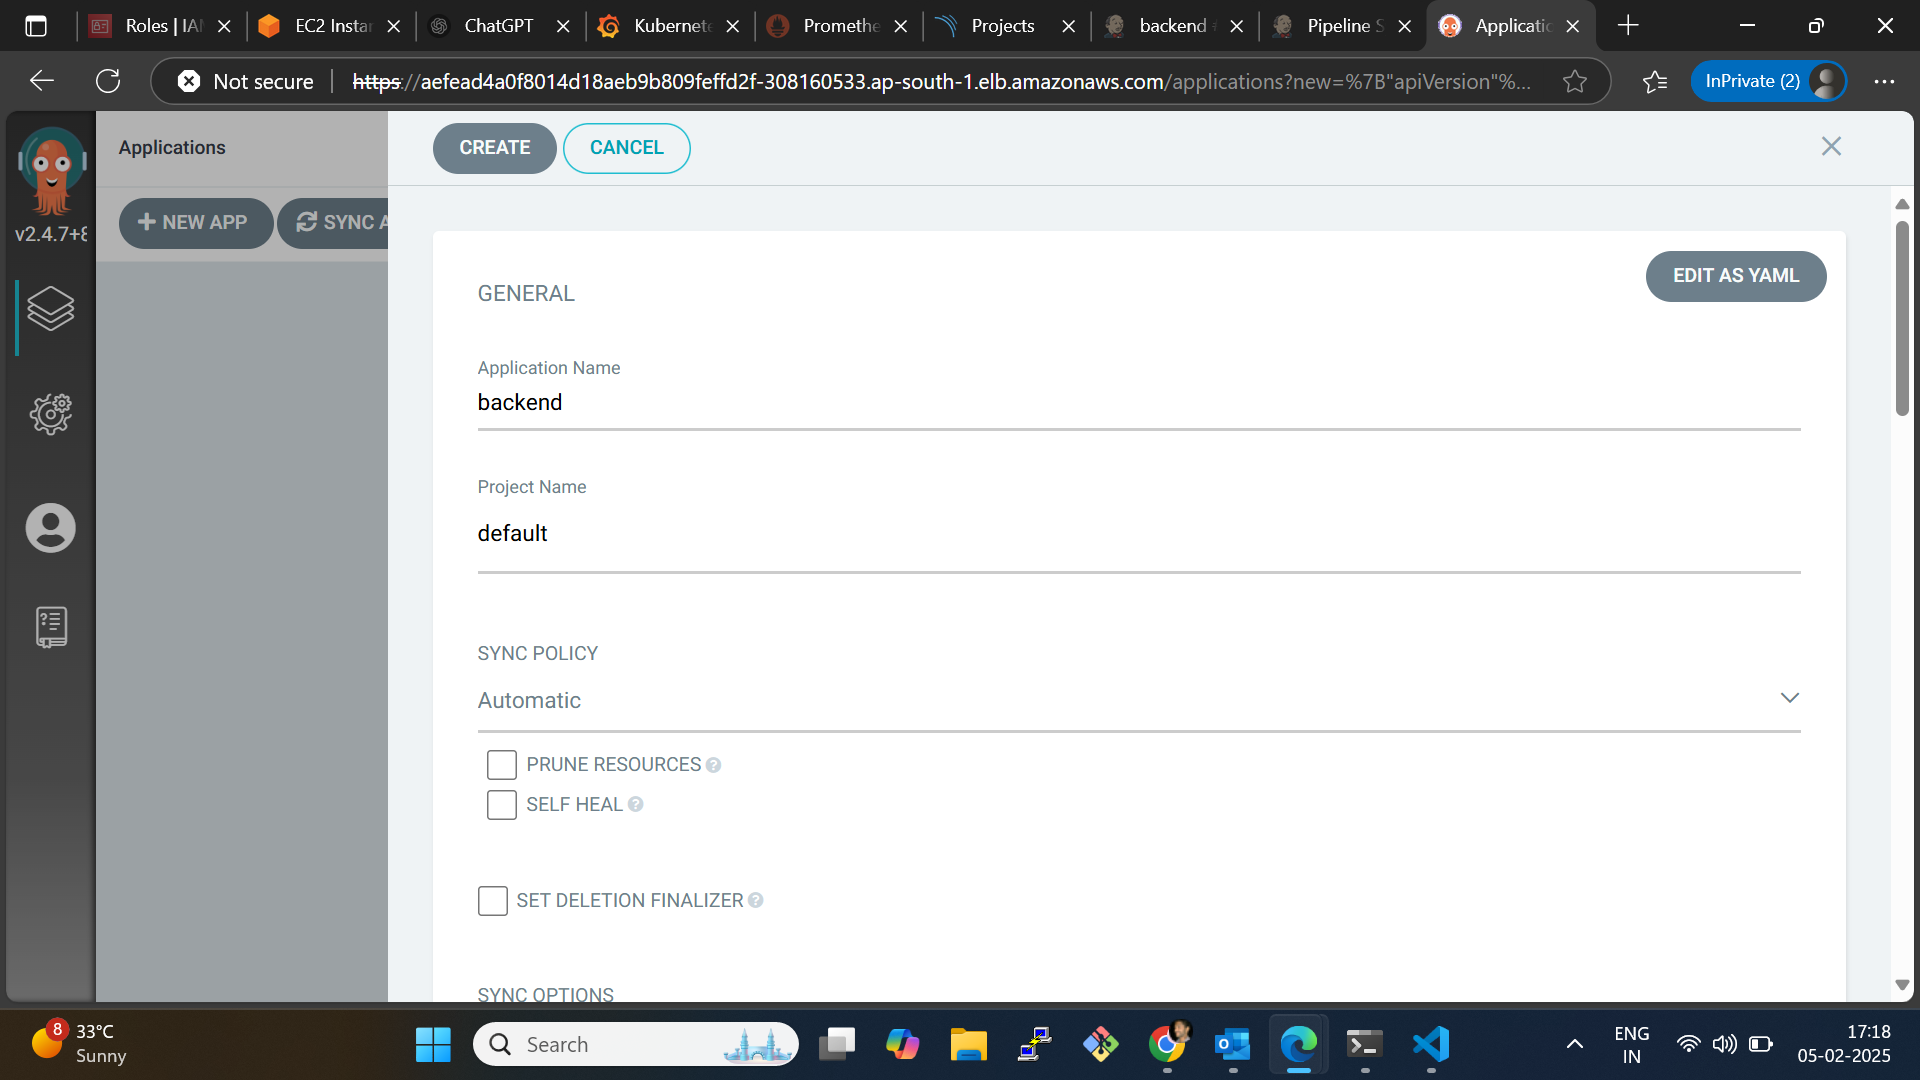 Roles | IAM
EC2 Instan
ChatGPT
Kubernete
Promethe
Projects
backend
Pipeline S
Applicatio
Not secure
https://aefead4a0f8014d18aeb9b809feffd2f-308160533.ap-south-1.elb.amazonaws.com/applications?new=%7B"apiVersion"%...
InPrivate (2)
Applications
CREATE
CANCEL
v2.4.7+8
NEW APP
SYNC A
EDIT AS YAML
GENERAL
Application Name
backend
Project Name
default
SYNC POLICY
Automatic
PRUNE RESOURCES
SELF HEAL
SET DELETION FINALIZER
SYNC OPTIONS
8
33°C
Sunny
Search
ENG
IN
17:18
05-02-2025